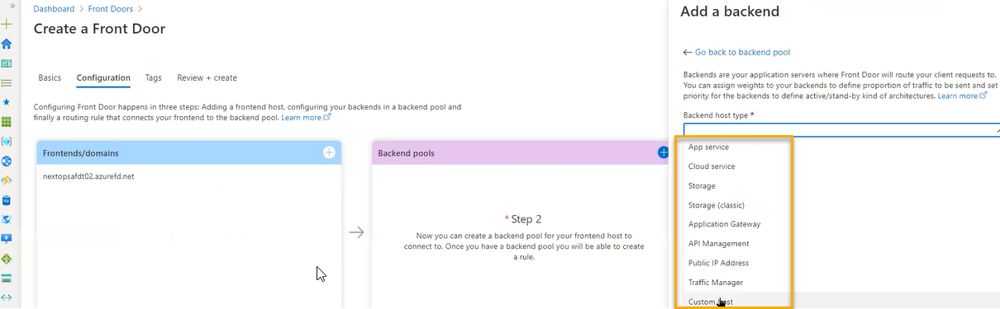 Dashboard > Front Doors >
Create a Front Door
Basics Configuration Tags Review + create
Configuring Front Door happens in three steps: Adding a frontend host, configuring your backends in a backend pool and
finally a routing rule that connects your frontend to the backend pool. Learn more
Frontends/domains
nextopsafdt02.azurefd.net
Backend pools
* Step 2
Now you can create a backend pool for your frontend host to
connect to. Once you have a backend pool you will be able to create
a rule.
Add a backend
← Go back to backend pool
Backends are your application servers where Front Door will route your client requests to.
You can assign weights to your backends to define proportion of traffic to be sent and set
priority for the backends to define active/stand-by kind of architectures. Learn more
Backend host type *
App service
Cloud service
Storage
Storage (classic)
Application Gateway
API Management
Public IP Address
Traffic Manager
Custom host